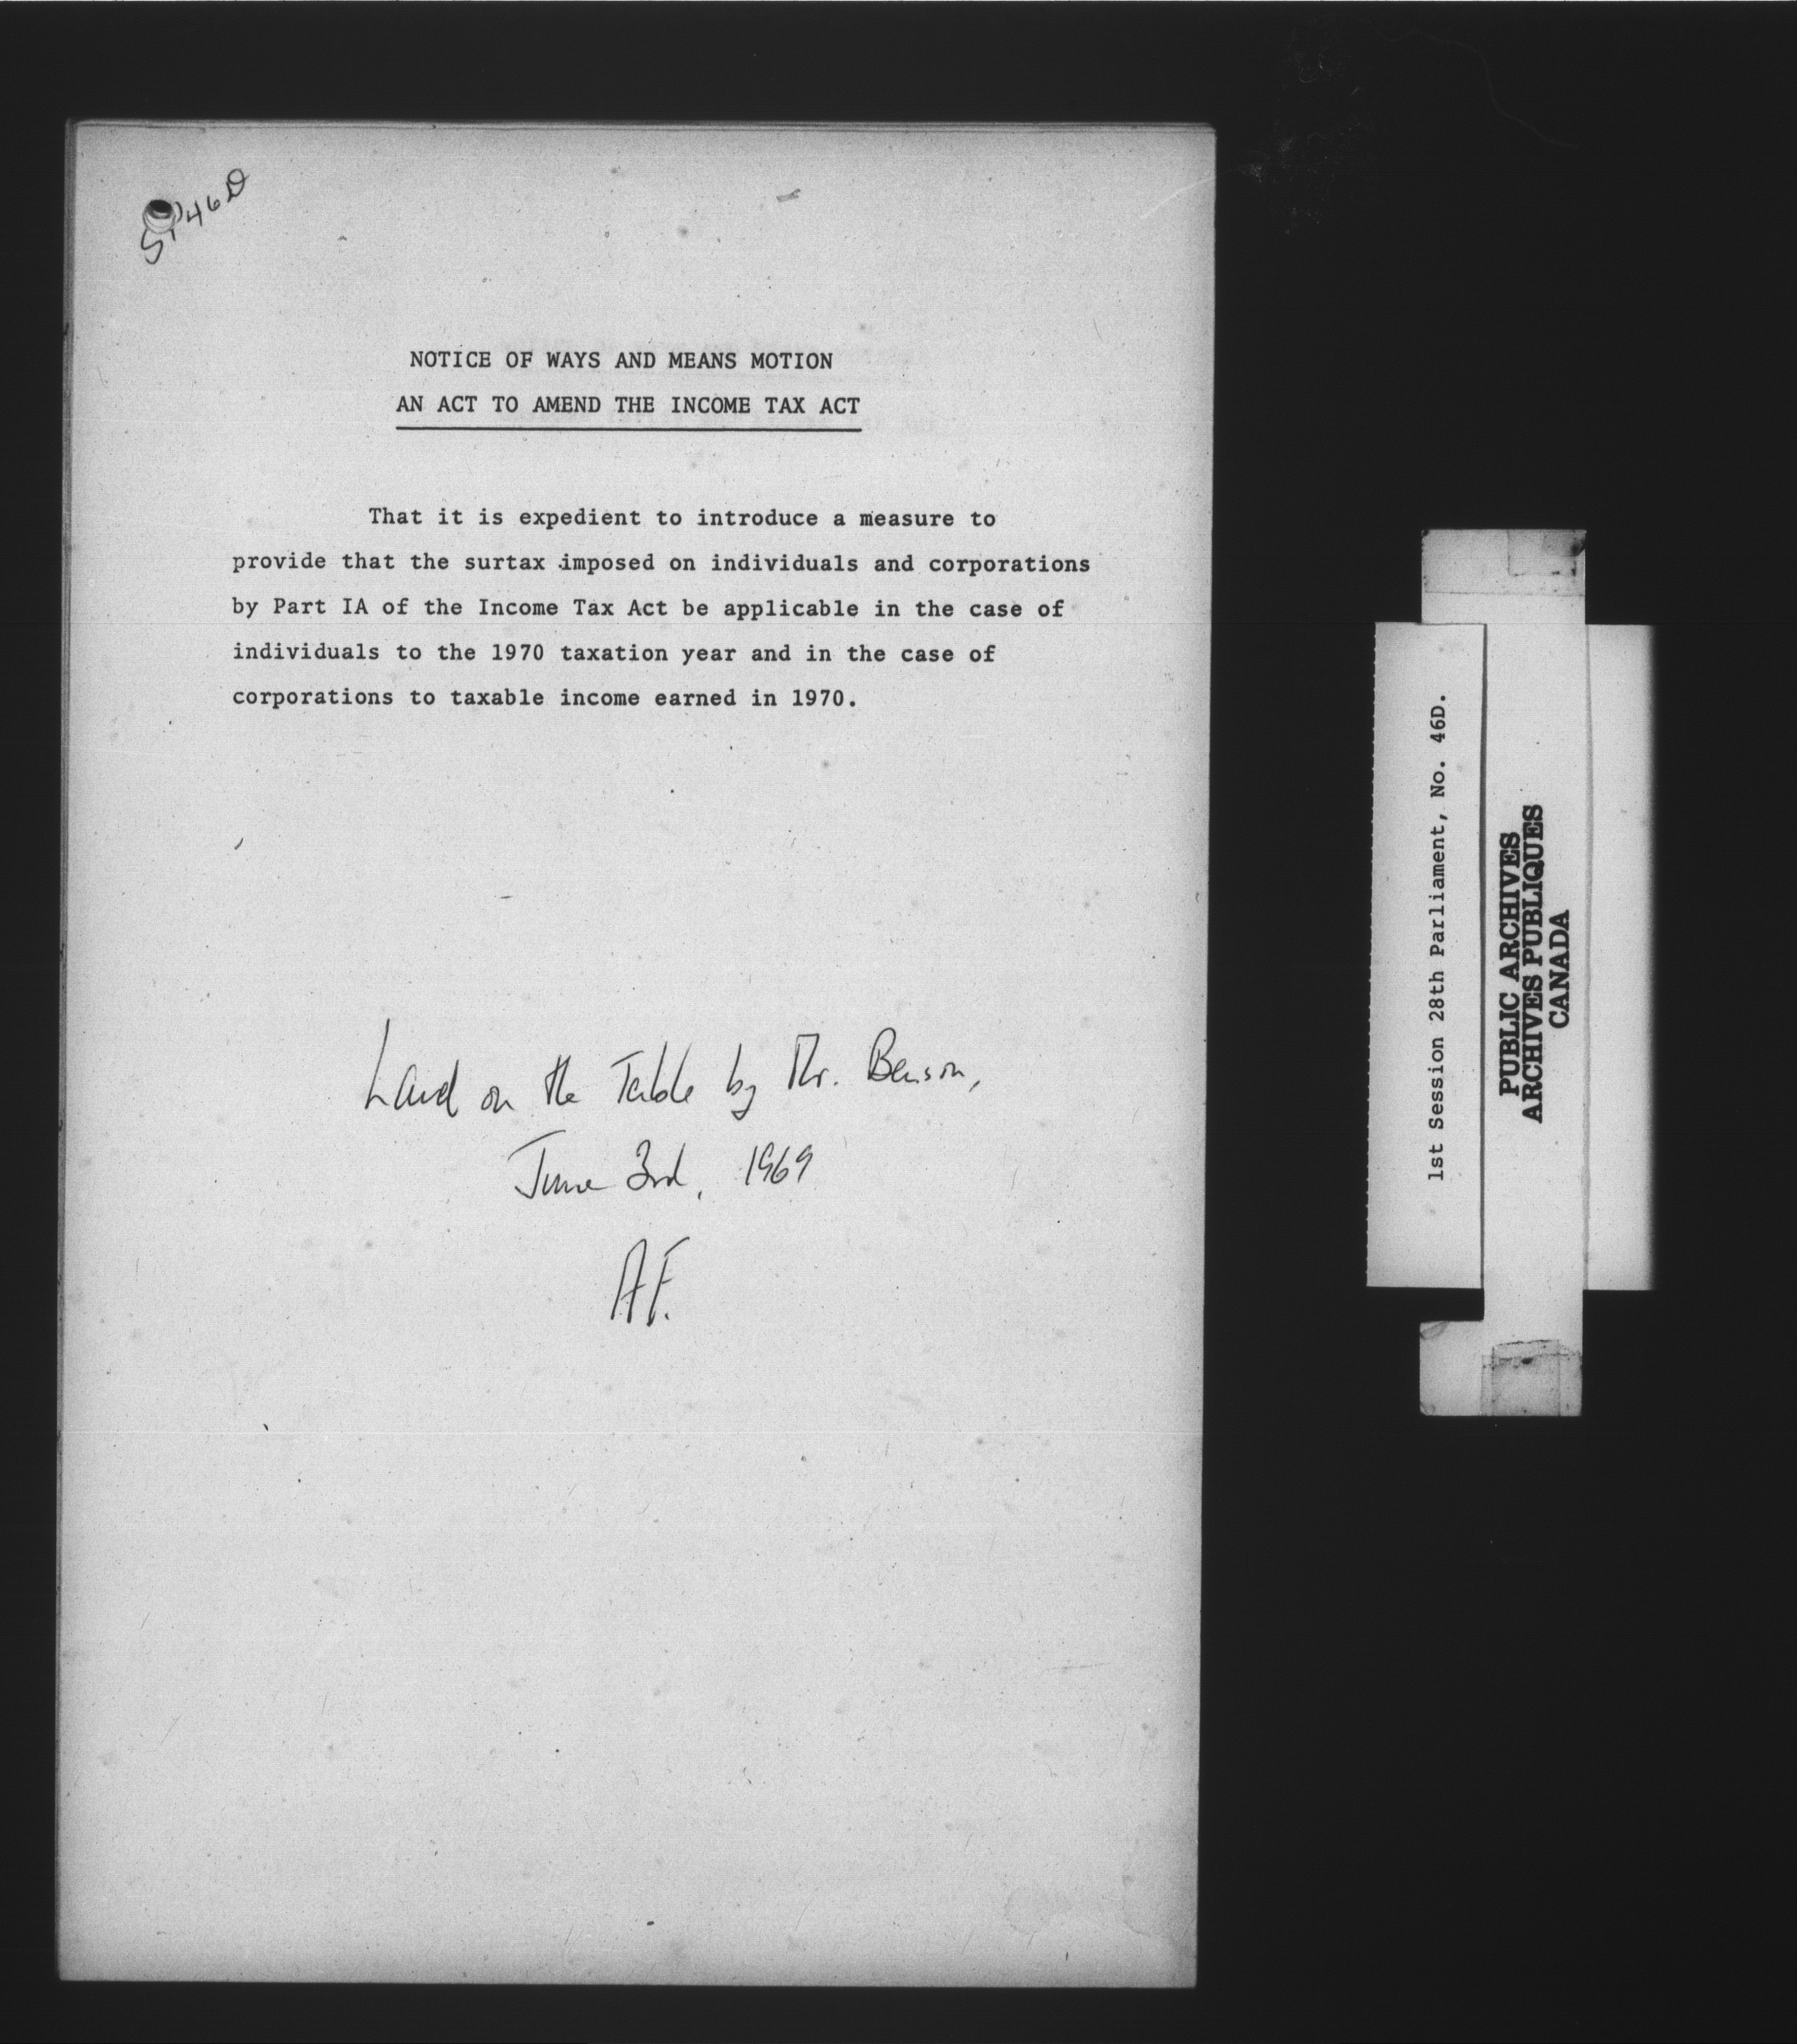 SP 46D
NOTICE OF WAYS AND MEANS MOTION
AN ACT TO AMEND THE INCOME TAX ACT
That it is expedient to introduce a measure to
provide that the surtax imposed on individuals and corporations
by Part IA of the Income Tax Act be applicable in the case of
individuals to the 1970 taxation year and in the case of
corporations to taxable income earned in 1970.
Laid on the Table by Mr. Benson,
June 3rd, 1969
A.F.
1st Session 28th Parliament, No. 46D.
PUBLIC ARCHIVES
ARCHIVES PUBLIQUES
CANADA